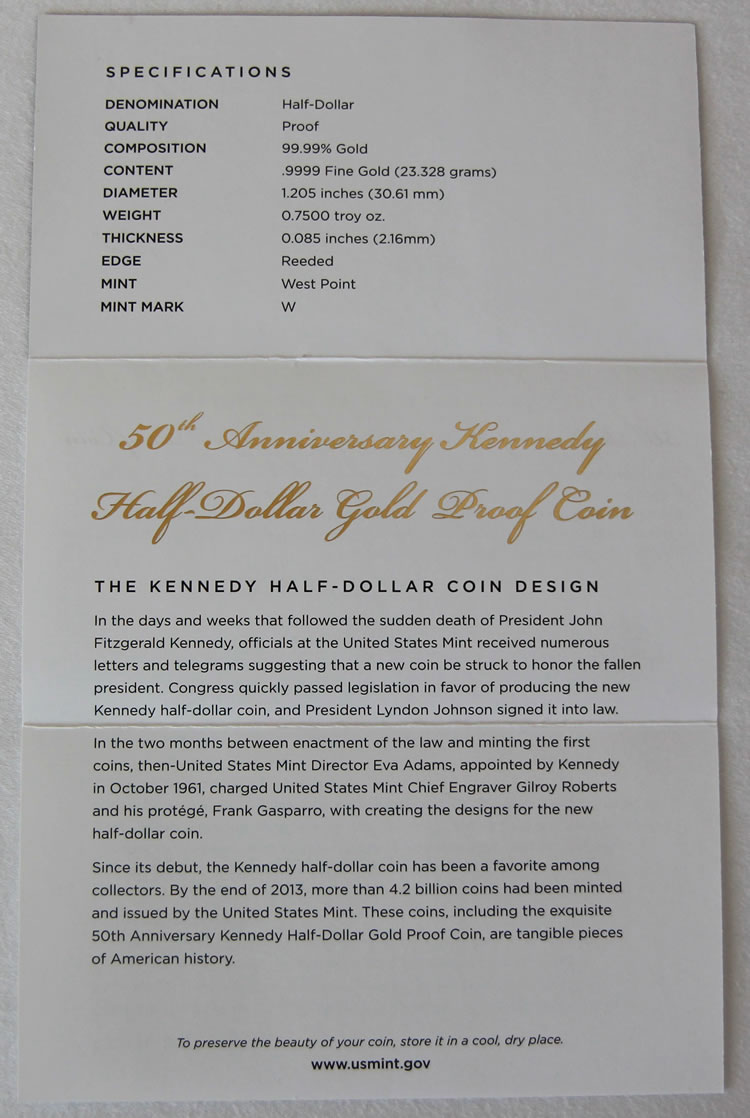 SPECIFICATIONS
DENOMINATION Half-Dollar
QUALITY Proof
COMPOSITION 99.99% Gold
CONTENT .9999 Fine Gold (23.328 grams)
DIAMETER 1.205 inches (30.61 mm)
WEIGHT 0.7500 troy oz.
THICKNESS 0.085 inches (2.16mm)
EDGE Reeded
MINT West Point
MINT MARK W
50th Anniversary Kennedy
Half-Dollar Gold Proof Coin
THE KENNEDY HALF-DOLLAR COIN DESIGN
In the days and weeks that followed the sudden death of President John
Fitzgerald Kennedy, officials at the United States Mint received numerous
letters and telegrams suggesting that a new coin be struck to honor the fallen
president. Congress quickly passed legislation in favor of producing the new
Kennedy half-dollar coin, and President Lyndon Johnson signed it into law.
In the two months between enactment of the law and minting the first
coins, then-United States Mint Director Eva Adams, appointed by Kennedy
in October 1961, charged United States Mint Chief Engraver Gilroy Roberts
and his protégé, Frank Gasparro, with creating the designs for the new
half-dollar coin.
Since its debut, the Kennedy half-dollar coin has been a favorite among
collectors. By the end of 2013, more than 4.2 billion coins had been minted
and issued by the United States Mint. These coins, including the exquisite
50th Anniversary Kennedy Half-Dollar Gold Proof Coin, are tangible pieces
of American history.
To preserve the beauty of your coin, store it in a cool, dry place.
www.usmint.gov